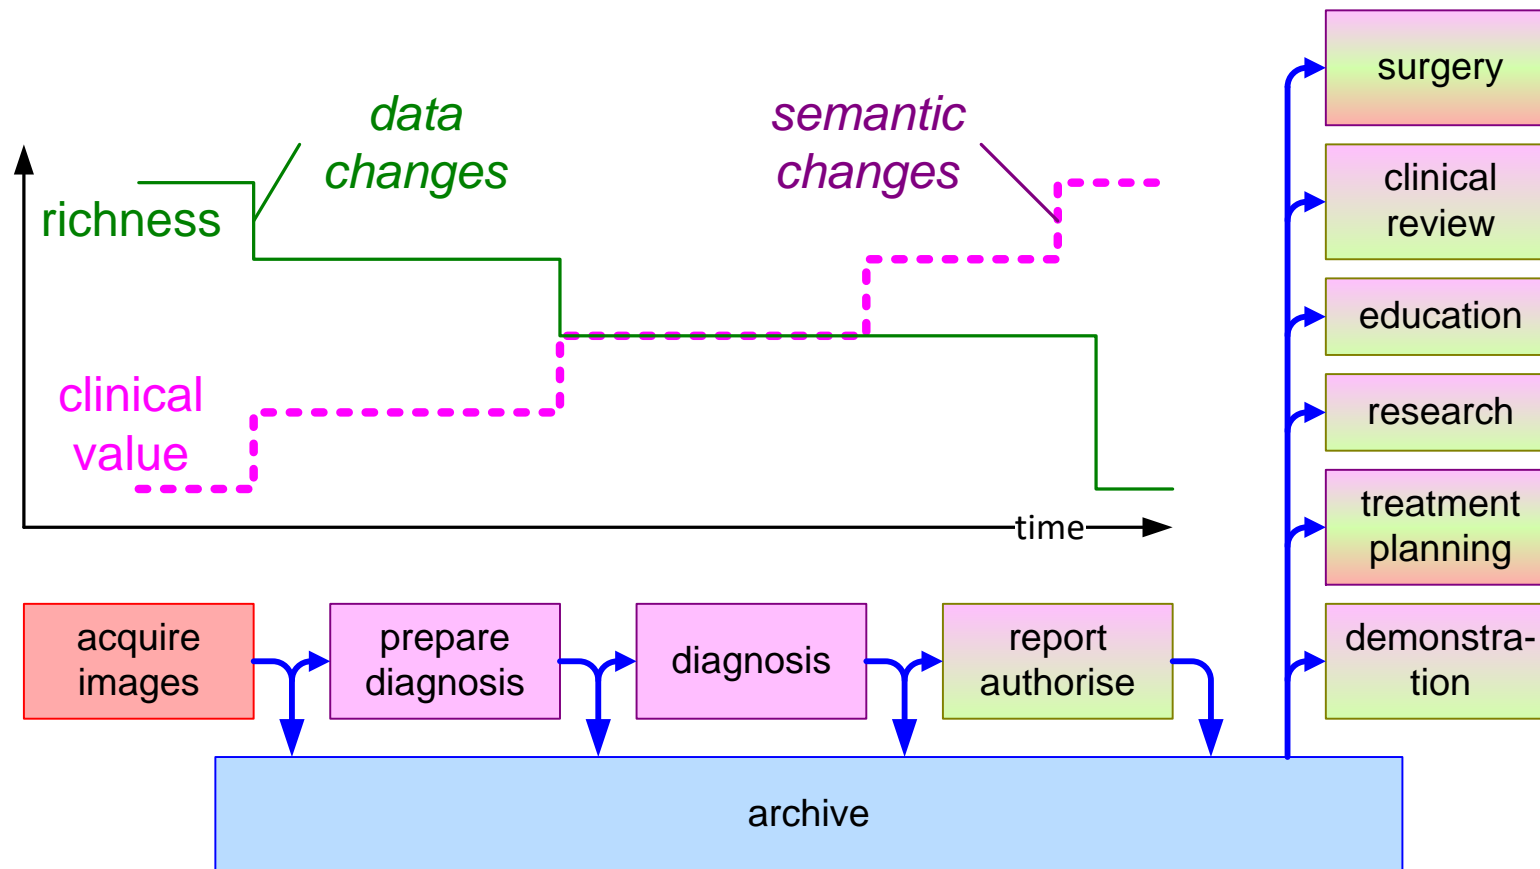 data
changes
semantic
changes
richness
clinical
value
time
surgery
clinical
review
education
research
treatment
planning
demonstra-
tion
acquire
images
prepare
diagnosis
diagnosis
report
authorise
archive